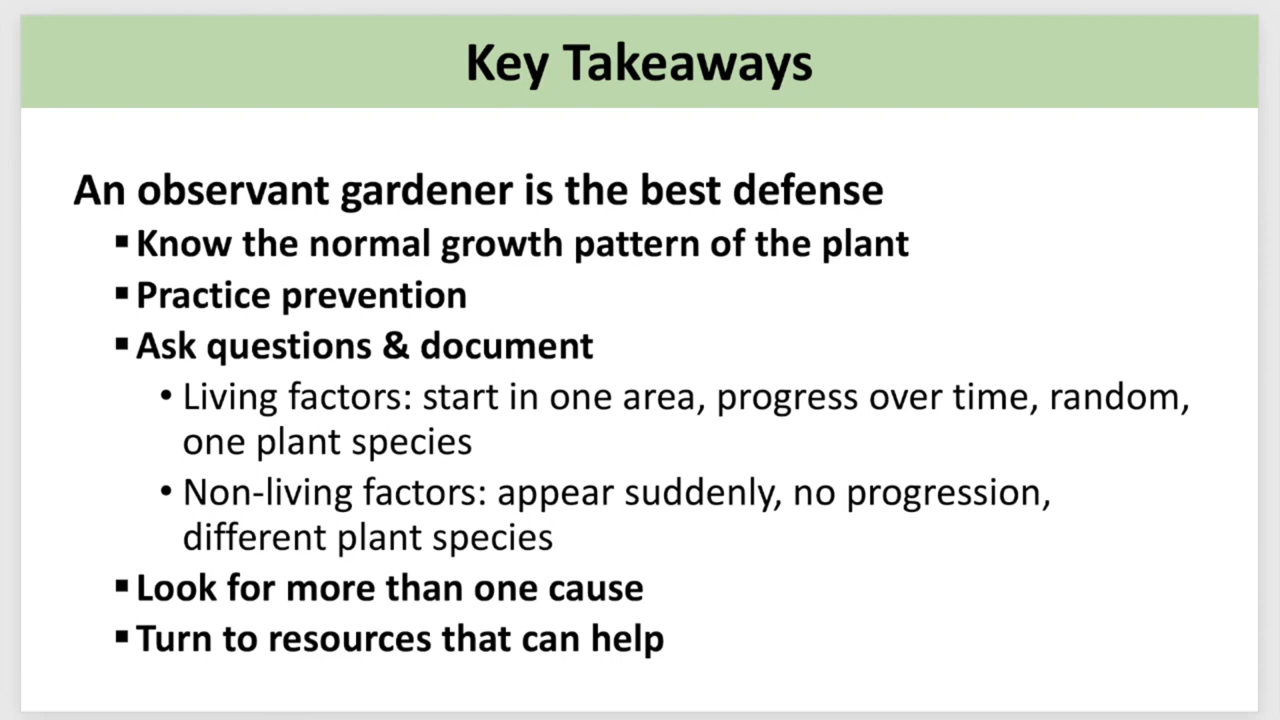 Key Takeaways
An observant gardener is the best defense
▪Know the normal growth pattern of the plant
▪Practice prevention
▪Ask questions & document
• Living factors: start in one area, progress over time, random,
one plant species
• Non-living factors: appear suddenly, no progression,
different plant species
▪Look for more than one cause
▪Turn to resources that can help